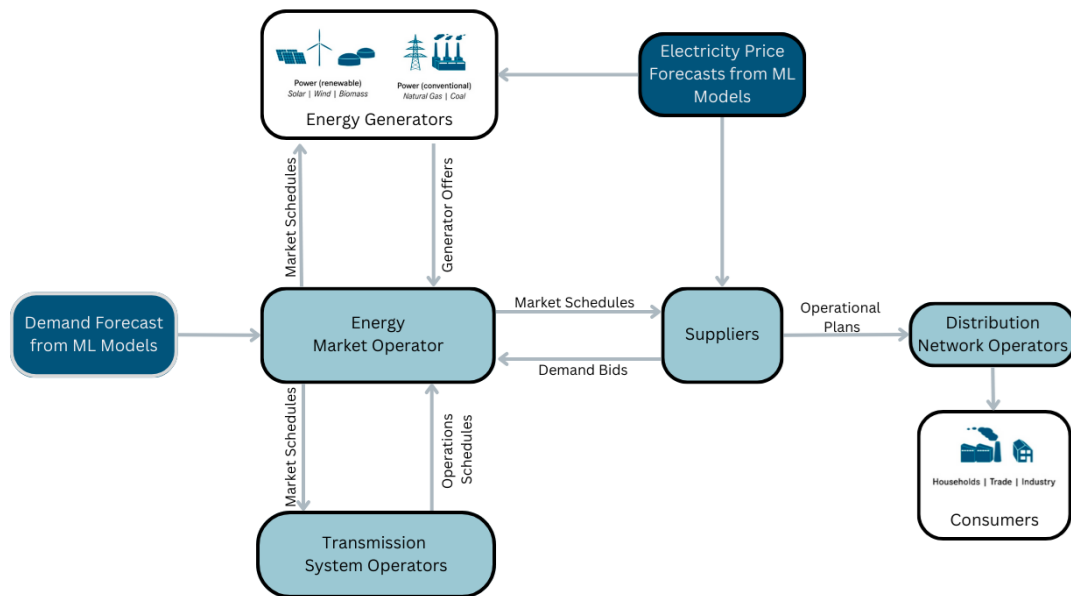 Power (renewable)
Solar | Wind | Biomass
Power (conventional)
Natural Gas | Coal
Energy Generators
Electricity Price
Forecasts from ML
Models
Market Schedules
Generator Offers
Demand Forecast
from ML Models
Energy
Market Operator
Market Schedules
Demand Bids
Suppliers
Operational
Plans
Distribution
Network Operators
Market Schedules
Operations
Schedules
Households | Trade | Industry
Consumers
Transmission
System Operators